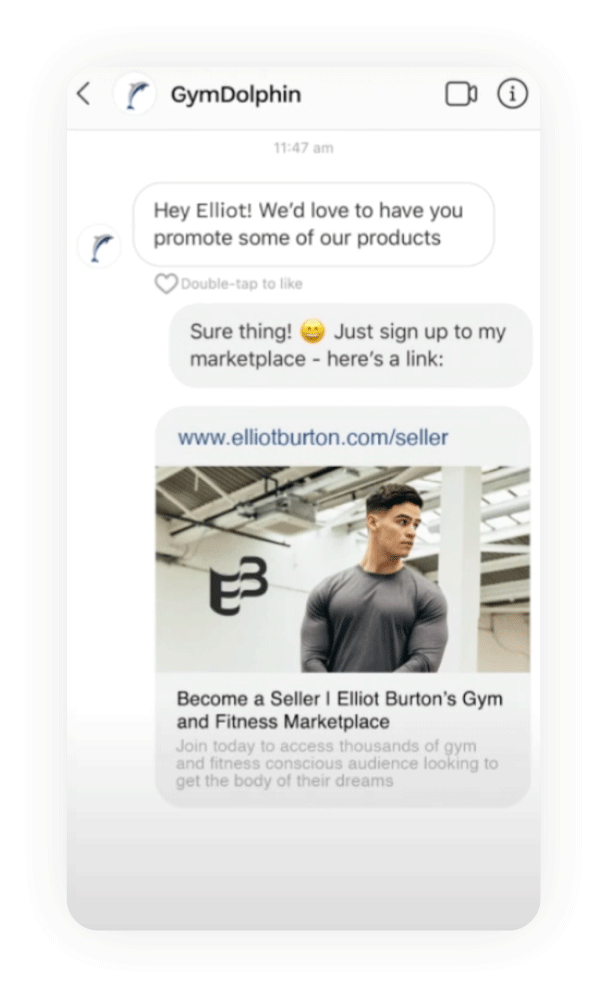 GymDolphin
11:47 am
Hey Elliot! We'd love to have you
promote some of our products
Double-tap to like
Sure thing! 😀 Just sign up to my
marketplace - here's a link:
www.elliotburton.com/seller
EB
Become a Seller | Elliot Burton's Gym
and Fitness Marketplace
Join today to access thousands of gym
and fitness conscious audience looking to
get the body of their dreams